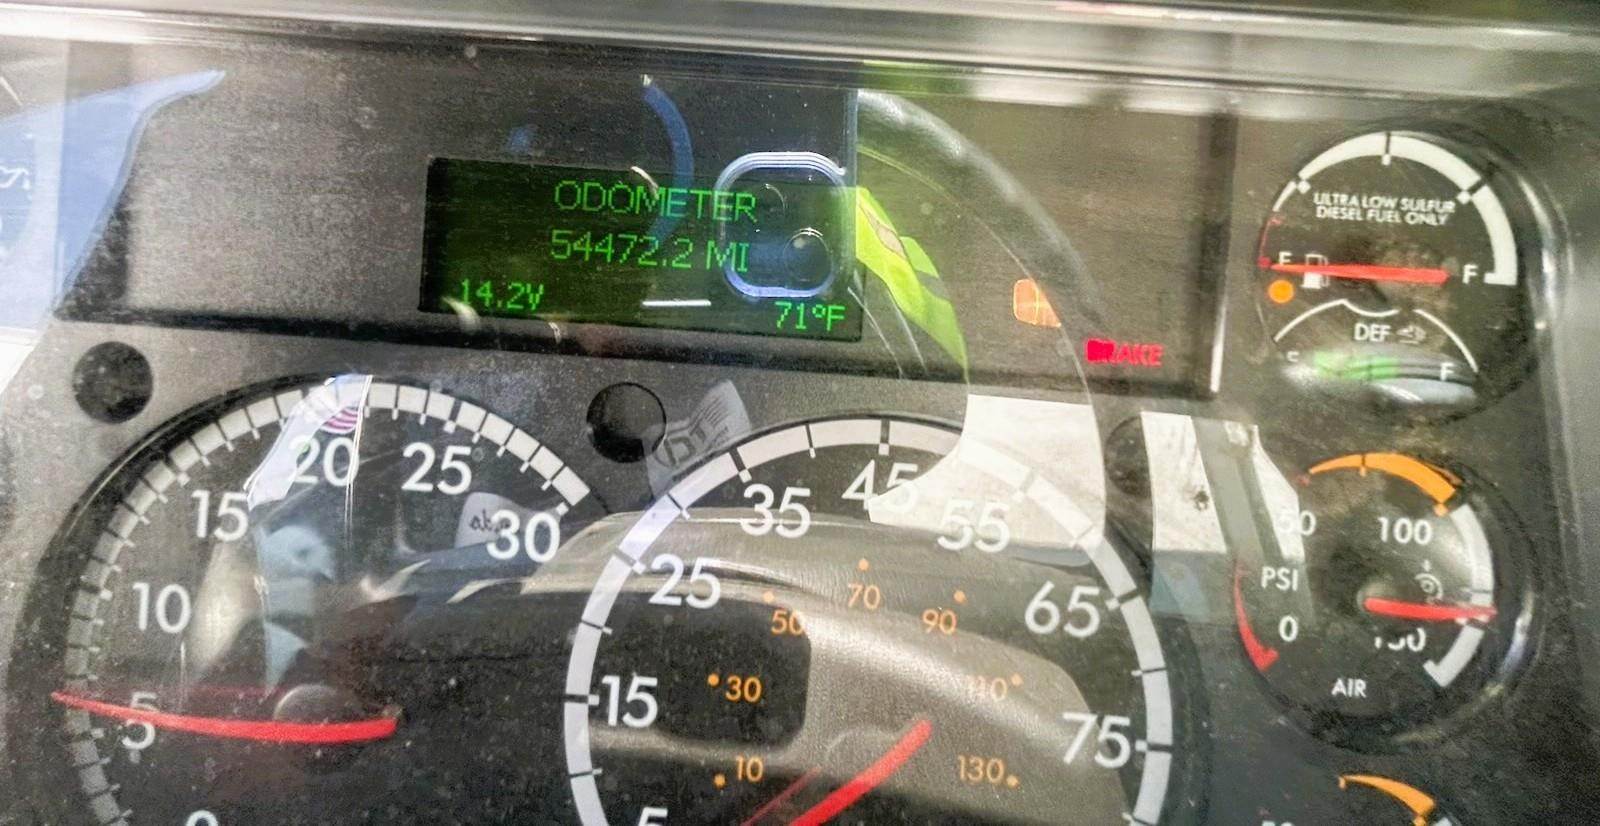 ODOMETER
54472.2 MI
14.2V
71°F
BRAKE
ULTRA LOW SULFUR
DIESEL FUEL ONLY
E F
DEF
E F
5 10 15 20 25 30
5 15 25 35 45 55 65 75
10 30 50 70 90 110 130
50 100
PSI
0 150
AIR